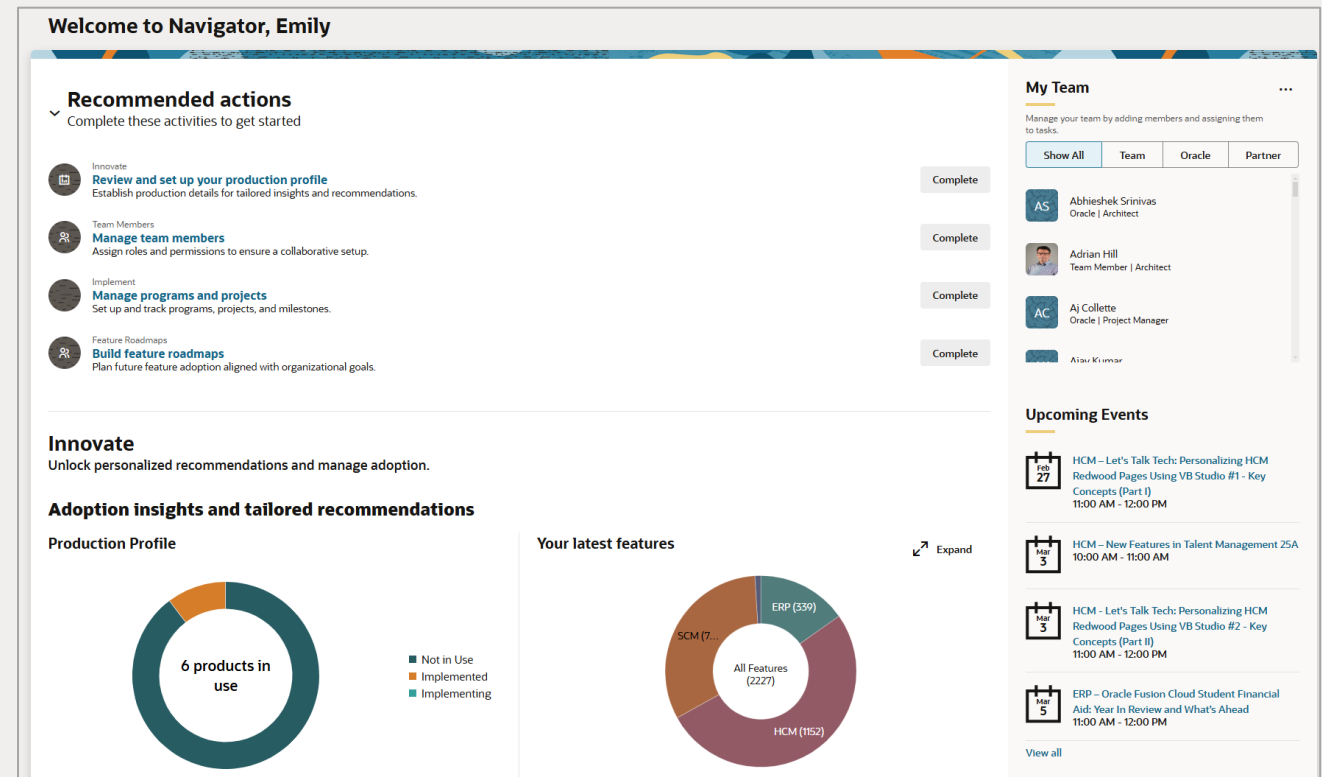 Welcome to Navigator, Emily
Recommended actions
Complete these activities to get started
Innovate
Review and set up your production profile
Establish production details for tailored insights and recommendations.
Complete
Team Members
Manage team members
Assign roles and permissions to ensure a collaborative setup.
Complete
Implement
Manage programs and projects
Set up and track programs, projects, and milestones.
Complete
Feature Roadmaps
Build feature roadmaps
Plan future feature adoption aligned with organizational goals.
Complete
Innovate
Unlock personalized recommendations and manage adoption.
Adoption insights and tailored recommendations
Production Profile
6 products in
use
Not in Use
Implemented
Implementing
Your latest features
Expand
ERP (339)
SCM (7...
All Features
(2227)
HCM (1152)
My Team
...
Manage your team by adding members and assigning them
to tasks.
Show All
Team
Oracle
Partner
AS
Abhieshek Srinivas
Oracle | Architect
Adrian Hill
Team Member | Architect
AC
Aj Collette
Oracle | Project Manager
Ajay Kumar
Upcoming Events
Feb
27
HCM – Let's Talk Tech: Personalizing HCM
Redwood Pages Using VB Studio #1 - Key
Concepts (Part I)
11:00 AM - 12:00 PM
Mar
3
HCM – New Features in Talent Management 25A
10:00 AM - 11:00 AM
Mar
3
HCM - Let's Talk Tech: Personalizing HCM
Redwood Pages Using VB Studio #2 - Key
Concepts (Part II)
11:00 AM - 12:00 PM
Mar
5
ERP – Oracle Fusion Cloud Student Financial
Aid: Year In Review and What's Ahead
11:00 AM - 12:00 PM
View all